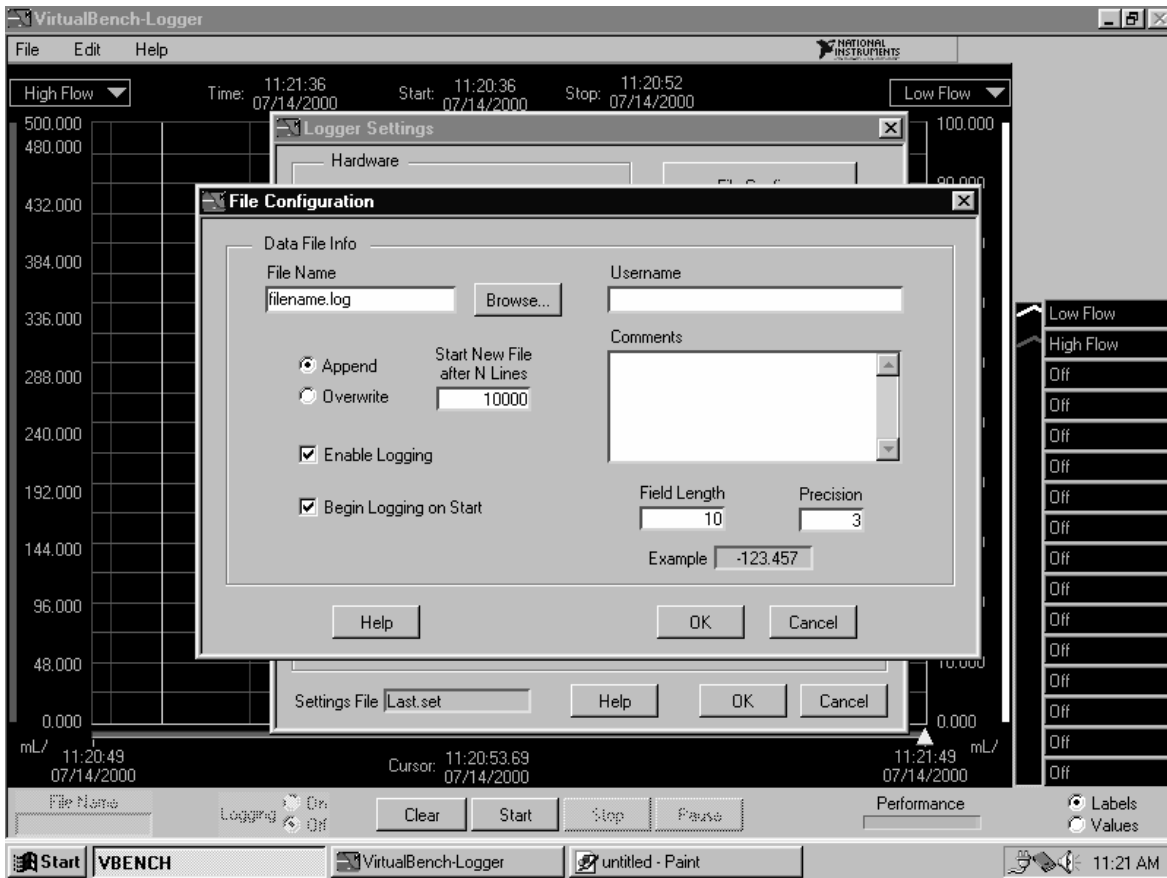 VirtualBench-Logger
File Edit Help
NATIONAL INSTRUMENTS
High Flow
Time: 11:21:36 07/14/2000
Start: 11:20:36 07/14/2000
Stop: 11:20:52 07/14/2000
Low Flow
500.000
480.000
432.000
384.000
336.000
288.000
240.000
192.000
144.000
96.000
48.000
0.000
mL/
Logger Settings
Hardware
File Configuration
Data File Info
File Name
filename.log
Browse...
Username
Append
Overwrite
Start New File
after N Lines
10000
Comments
Enable Logging
Begin Logging on Start
Field Length
10
Precision
3
Example -123.457
Help OK Cancel
Settings File Last.set
Help OK Cancel
100.000
90.000
10.000
0.000
mL/
Low Flow
High Flow
Off
Off
Off
Off
Off
Off
Off
Off
Off
Off
Off
Off
Off
Off
11:20:49
07/14/2000
Cursor: 11:20:53.69
07/14/2000
11:21:49
07/14/2000
File Name
Logging On
Off
Clear Start Stop Pause
Performance
Labels
Values
Start VBENCH VirtualBench-Logger untitled - Paint 11:21 AM